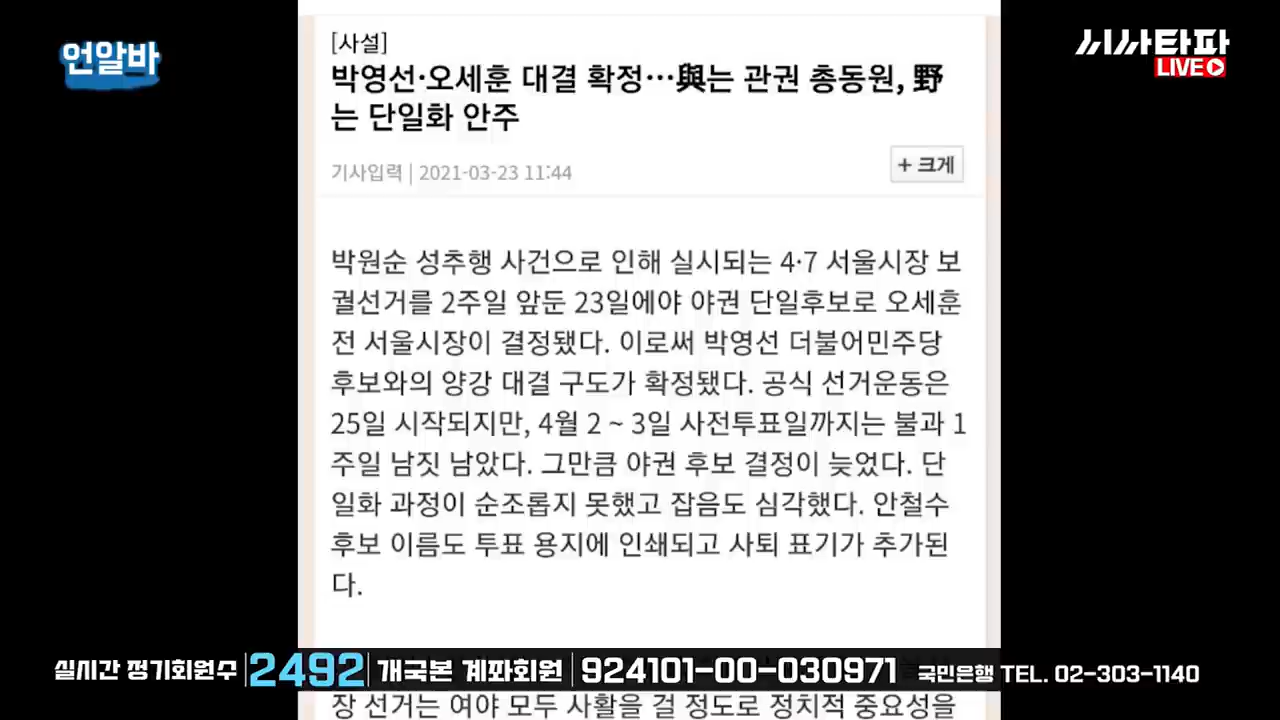 언알바
시사타파
LIVE
[사설]
박영선·오세훈 대결 확정…與는 관권 총동원, 野
는 단일화 안주
기사입력 | 2021-03-23 11:44
+ 크게
박원순 성추행 사건으로 인해 실시되는 4·7 서울시장 보
궐선거를 2주일 앞둔 23일에야 야권 단일후보로 오세훈
전 서울시장이 결정됐다. 이로써 박영선 더불어민주당
후보와의 양강 대결 구도가 확정됐다. 공식 선거운동은
25일 시작되지만, 4월 2 ~ 3일 사전투표일까지는 불과 1
주일 남짓 남았다. 그만큼 야권 후보 결정이 늦었다. 단
일화 과정이 순조롭지 못했고 잡음도 심각했다. 안철수
후보 이름도 투표 용지에 인쇄되고 사퇴 표기가 추가된
다.
실시간 정기회원수 2492 개국본 계좌회원 924101-00-030971 국민은행 TEL. 02-303-1140
장 선거는 여야 모두 사활을 걸 정도로 정치적 중요성을